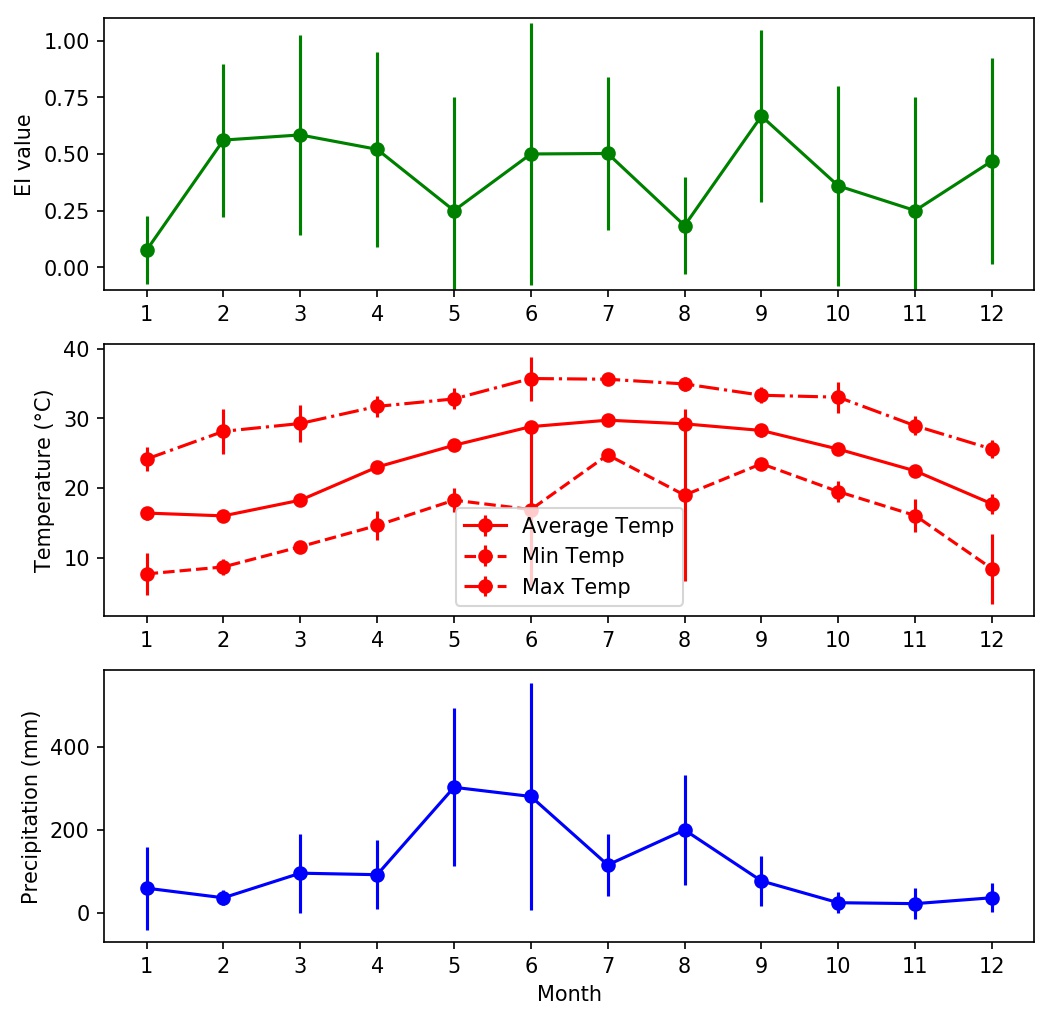 EI value
1.00
0.75
0.50
0.25
0.00
1 2 3 4 5 6 7 8 9 10 11 12
Temperature (°C)
40
30
20
10
Average Temp
Min Temp
Max Temp
1 2 3 4 5 6 7 8 9 10 11 12
Precipitation (mm)
400
200
0
1 2 3 4 5 6 7 8 9 10 11 12
Month